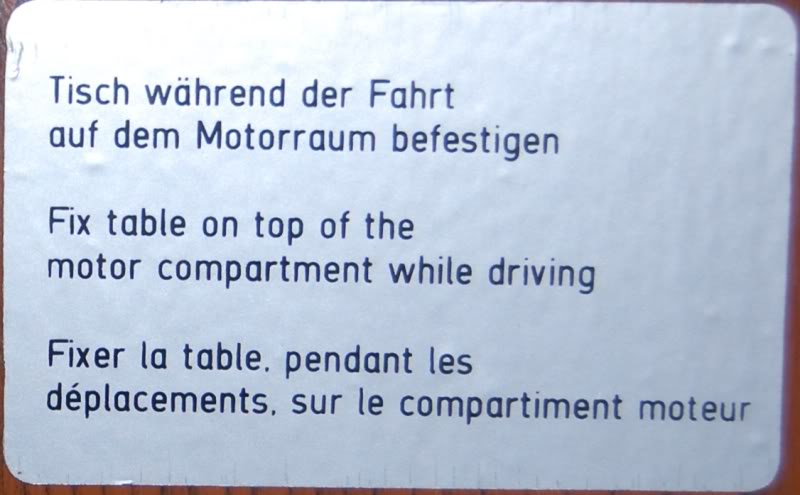 Tisch während der Fahrt
auf dem Motorraum befestigen
Fix table on top of the
motor compartment while driving
Fixer la table, pendant les
déplacements, sur le compartiment moteur